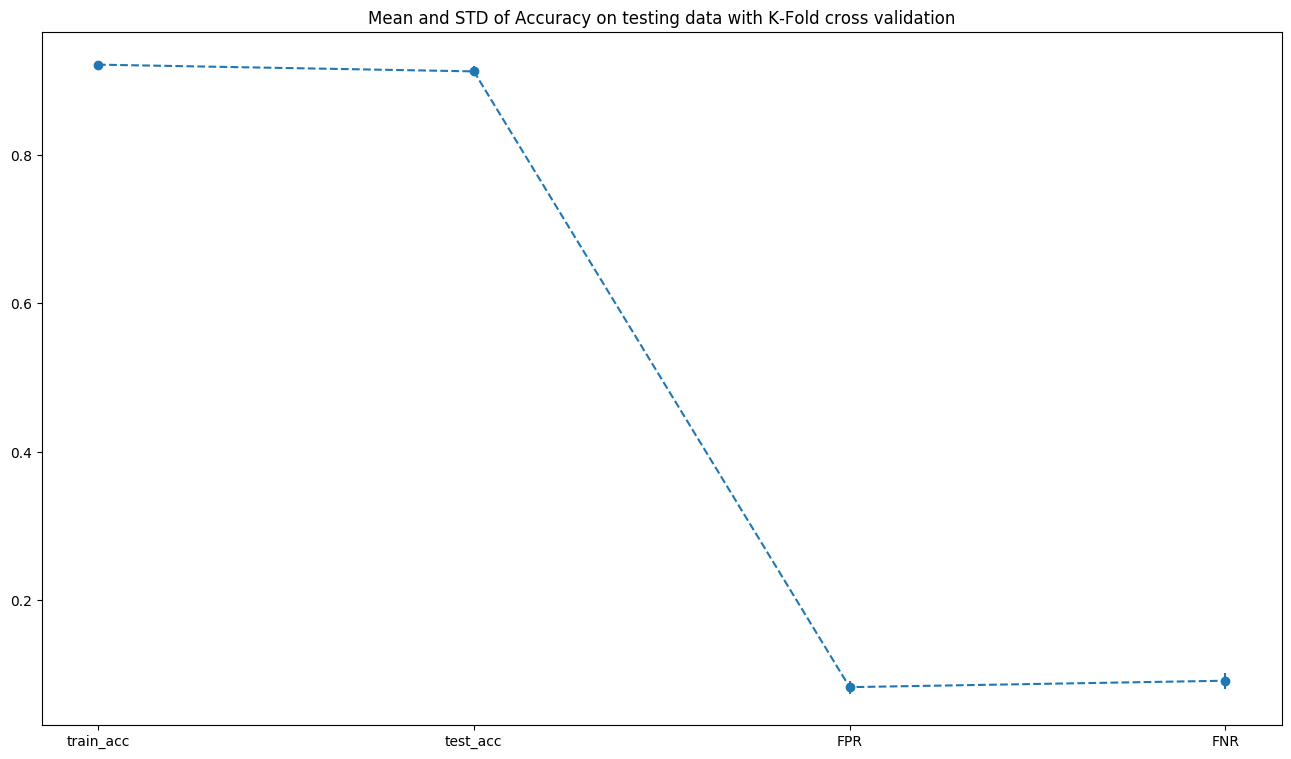 Mean and STD of Accuracy on testing data with K-Fold cross validation
0.8
0.6
0.4
0.2
train_acc
test_acc
FPR
FNR